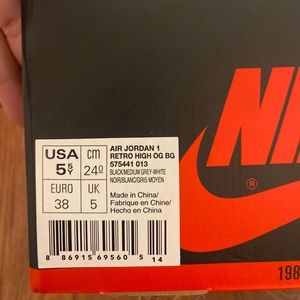 USA
5.5Y
cm
24.0
EURO
38
UK
5
AIR JORDAN 1
RETRO HIGH OG BG
575441 013
BLACK/MEDIUM GREY-WHITE
NOIR/BLANC/GRIS MOYEN
Made in China/
Fabrique en Chine/
Hecho en China
8 86915 69560 5 14
NI
®
198